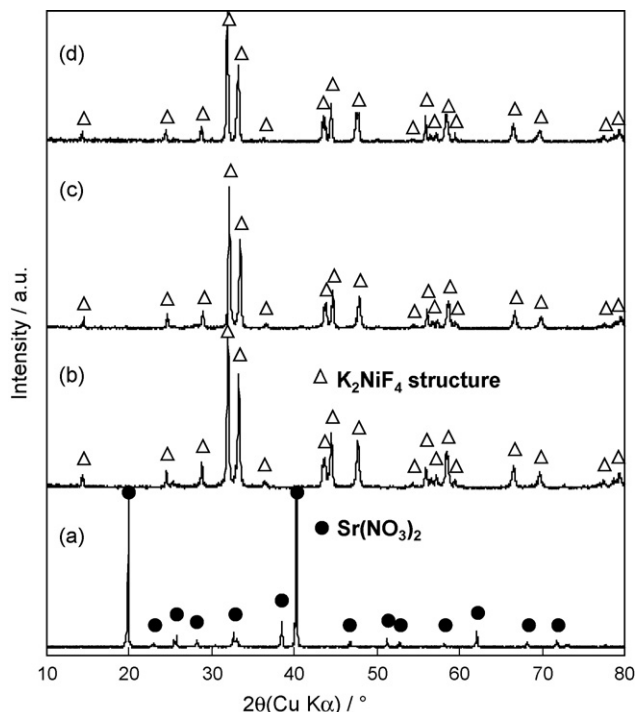 (d)
(c)
(b)
△ K₂NiF₄ structure
(a)
● Sr(NO₃)₂
Intensity / a.u.
10 20 30 40 50 60 70 80
2θ(Cu Kα) / °